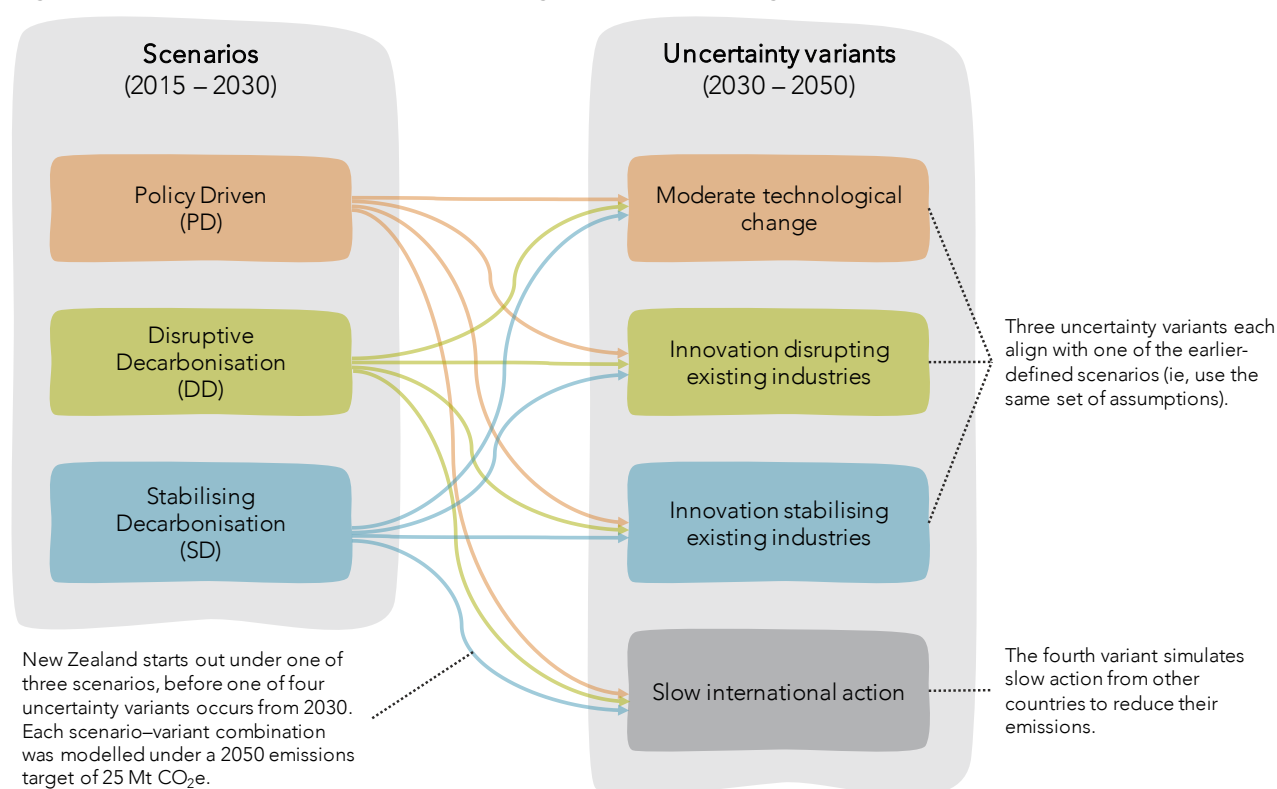 Scenarios
(2015 – 2030)
Policy Driven
(PD)
Disruptive
Decarbonisation
(DD)
Stabilising
Decarbonisation
(SD)
New Zealand starts out under one of
three scenarios, before one of four
uncertainty variants occurs from 2030.
Each scenario–variant combination
was modelled under a 2050 emissions
target of 25 Mt CO₂e.
Uncertainty variants
(2030 – 2050)
Moderate technological
change
Innovation disrupting
existing industries
Innovation stabilising
existing industries
Slow international action
Three uncertainty variants each
align with one of the earlier-
defined scenarios (ie, use the
same set of assumptions).
The fourth variant simulates
slow action from other
countries to reduce their
emissions.